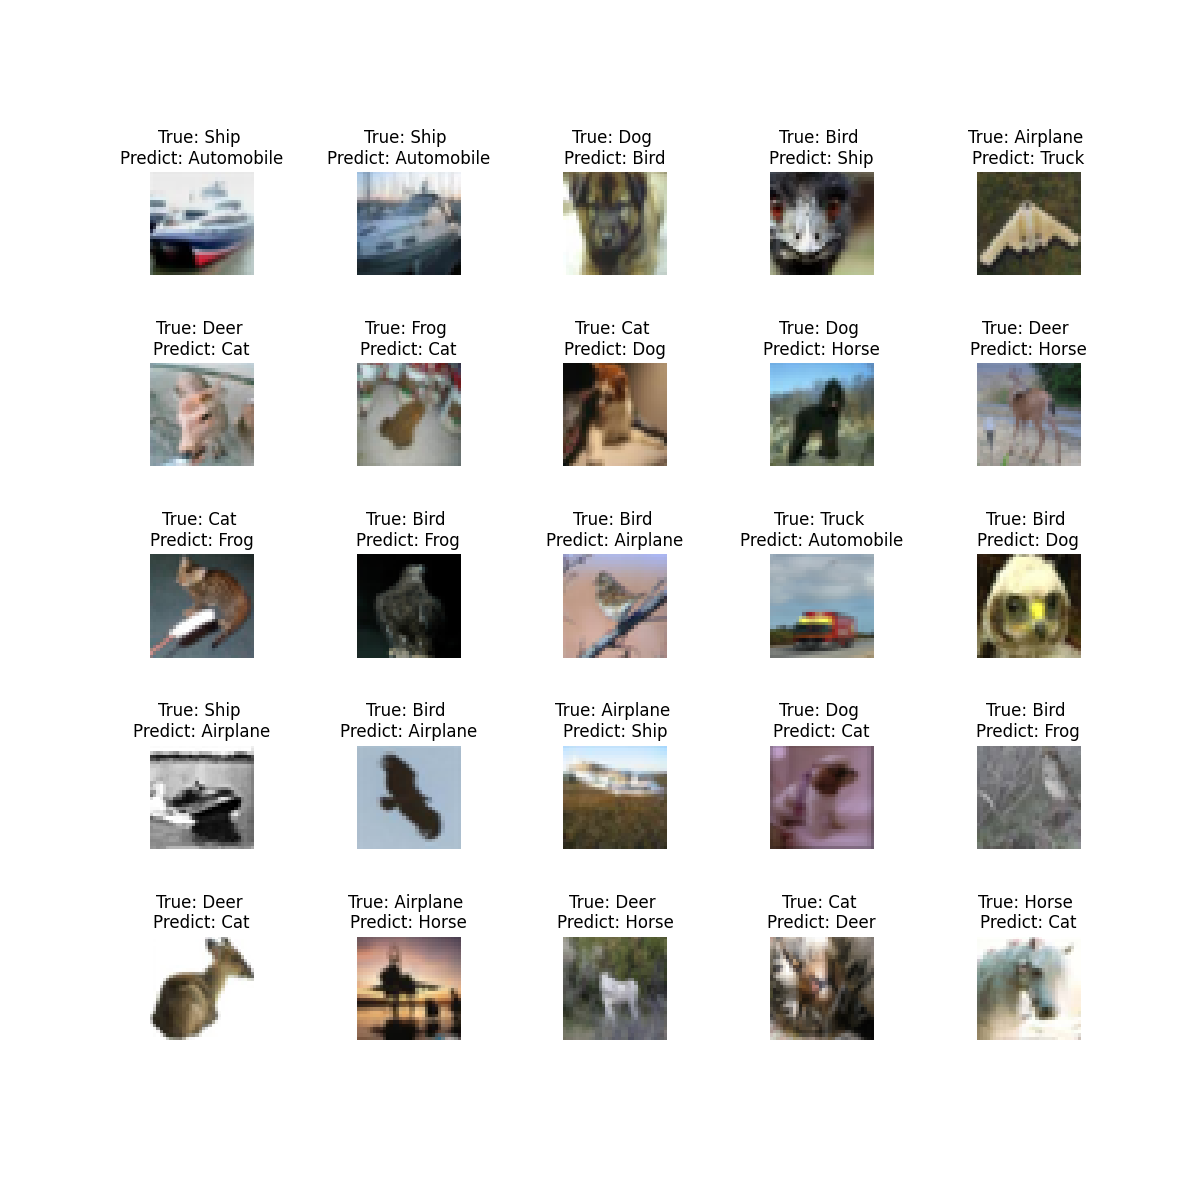 True: Ship
Predict: Automobile
True: Ship
Predict: Automobile
True: Dog
Predict: Bird
True: Bird
Predict: Ship
True: Airplane
Predict: Truck
True: Deer
Predict: Cat
True: Frog
Predict: Cat
True: Cat
Predict: Dog
True: Dog
Predict: Horse
True: Deer
Predict: Horse
True: Cat
Predict: Frog
True: Bird
Predict: Frog
True: Bird
Predict: Airplane
True: Truck
Predict: Automobile
True: Bird
Predict: Dog
True: Ship
Predict: Airplane
True: Bird
Predict: Airplane
True: Airplane
Predict: Ship
True: Dog
Predict: Cat
True: Bird
Predict: Frog
True: Deer
Predict: Cat
True: Airplane
Predict: Horse
True: Deer
Predict: Horse
True: Cat
Predict: Deer
True: Horse
Predict: Cat